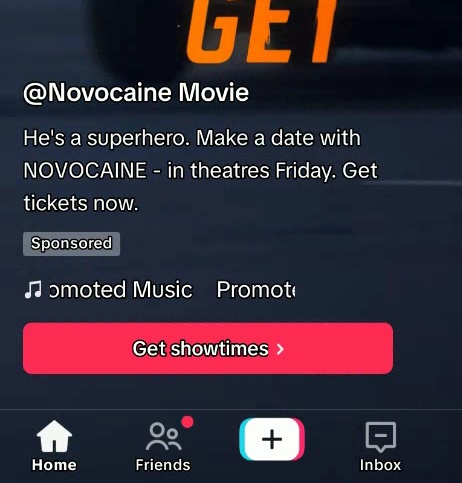 GET
@Novocaine Movie
He's a superhero. Make a date with
NOVOCAINE - in theatres Friday. Get
tickets now.
Sponsored
omoted Music Promote
Get showtimes >
Home Friends Inbox